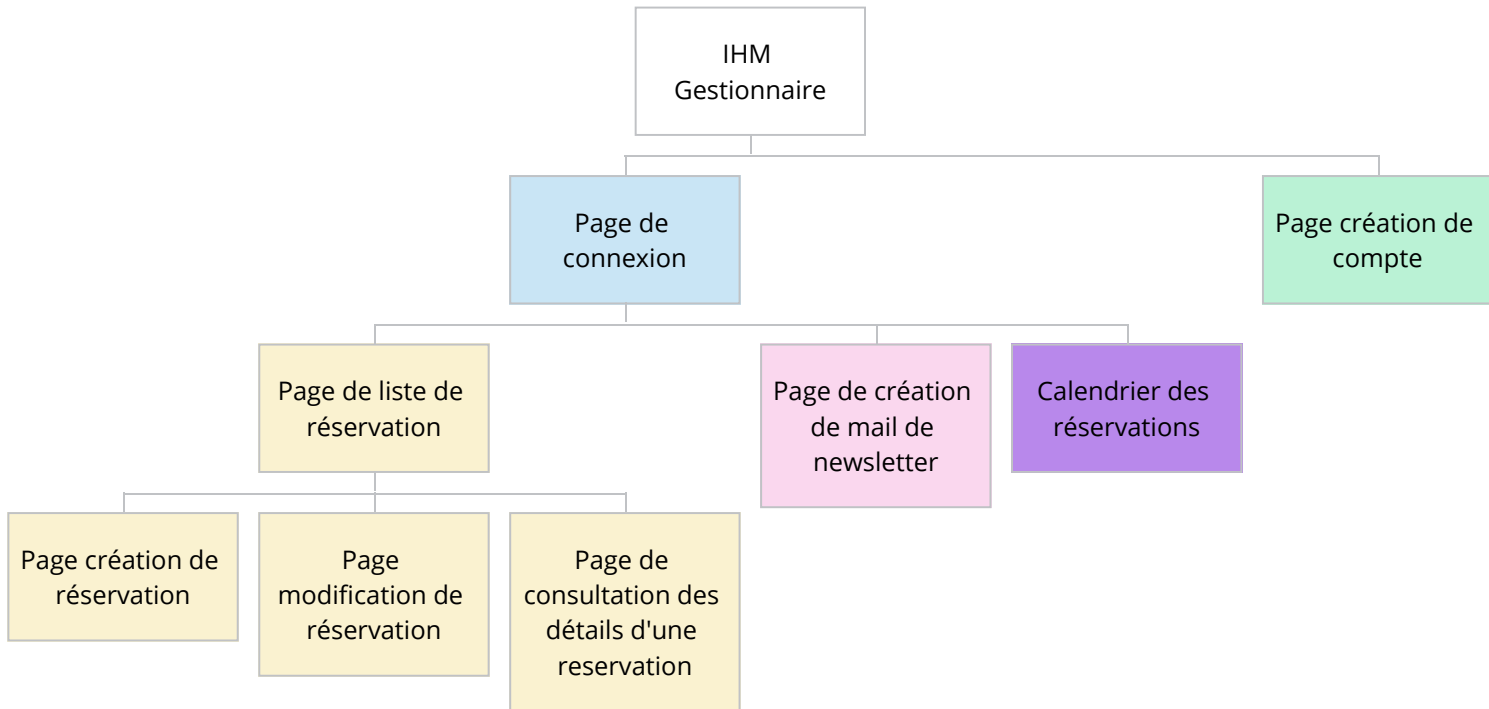 IHM
Gestionnaire
Page de
connexion
Page création de
compte
Page de liste de
réservation
Page de création
de mail de
newsletter
Calendrier des
réservations
Page création de
réservation
Page
modification de
réservation
Page de
consultation des
détails d'une
reservation